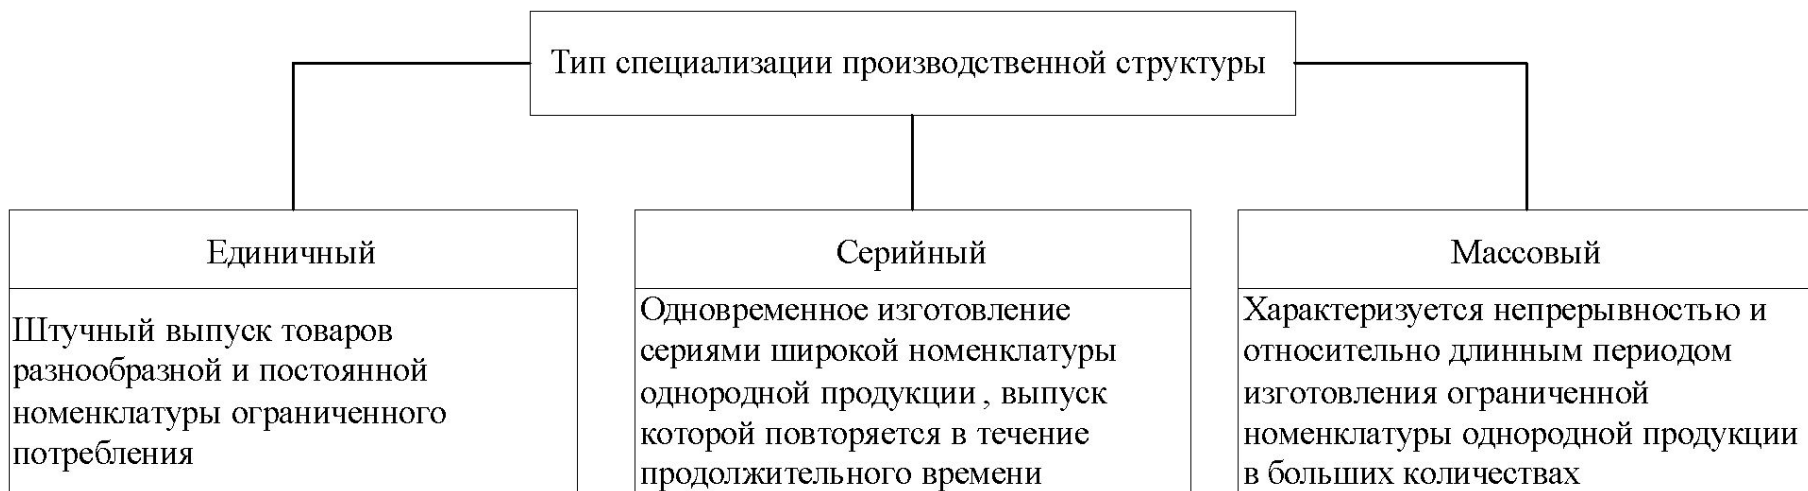 Тип специализации производственной структуры
Единичный
Штучный выпуск товаров
разнообразной и постоянной
номенклатуры ограниченного
потребления
Серийный
Одновременное изготовление
сериями широкой номенклатуры
однородной продукции , выпуск
которой повторяется в течение
продолжительного времени
Массовый
Характеризуется непрерывностью и
относительно длинным периодом
изготовления ограниченной
номенклатуры однородной продукции
в больших количествах